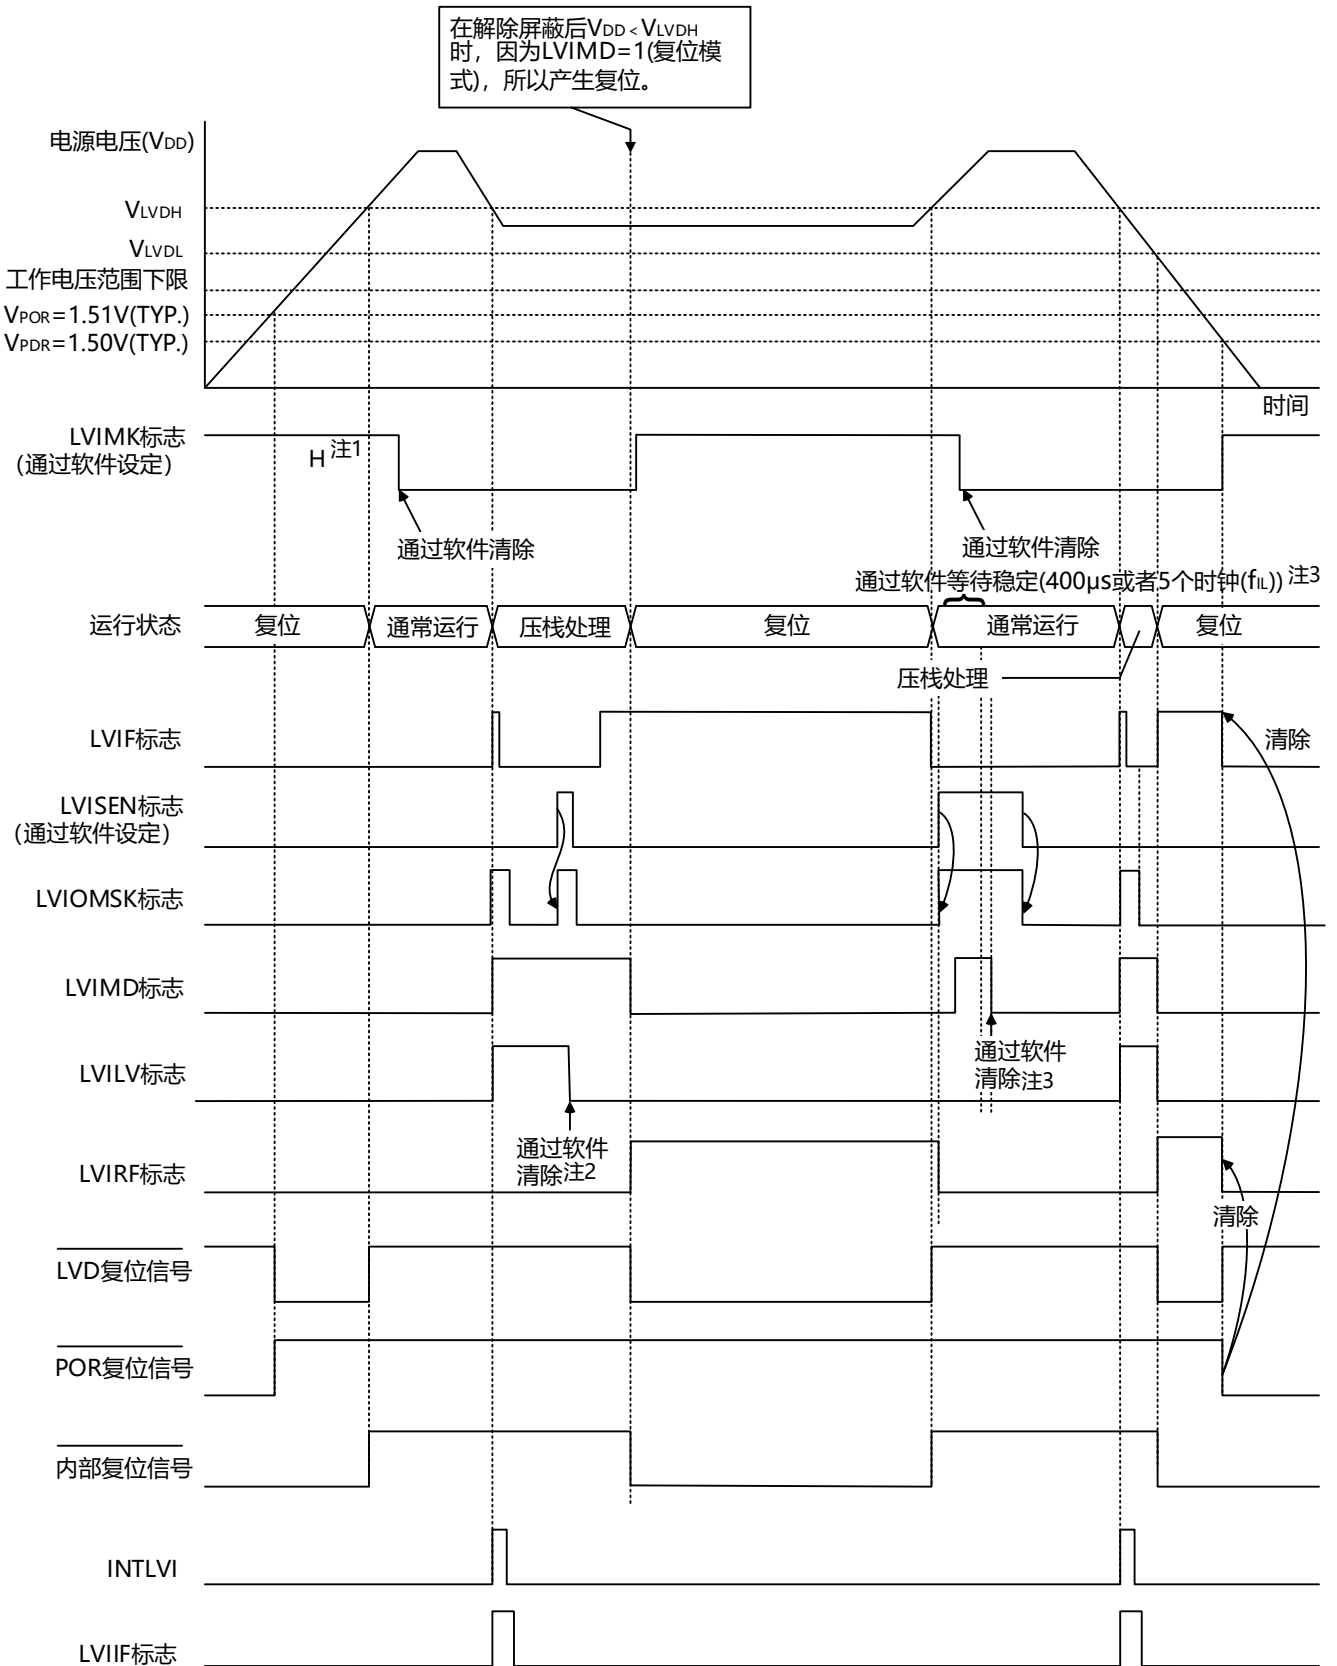 在解除屏蔽后VDD<VLVDH
时，因为LVIMD=1(复位模
式)，所以产生复位。
电源电压(VDD)
VLVDH
VLVDL
工作电压范围下限
VPOR=1.51V(TYP.)
VPDR=1.50V(TYP.)
时间
LVIMK标志
(通过软件设定)
H 注1
通过软件清除
通过软件清除
通过软件等待稳定(400μs或者5个时钟(fIL)) 注3
运行状态
复位
通常运行
压栈处理
复位
通常运行
复位
压栈处理
LVIF标志
清除
LVISEN标志
(通过软件设定)
LVIOMSK标志
LVIMD标志
通过软件
清除注3
LVILV标志
通过软件
清除注2
LVIRF标志
清除
LVD复位信号
POR复位信号
内部复位信号
INTLVI
LVIIF标志